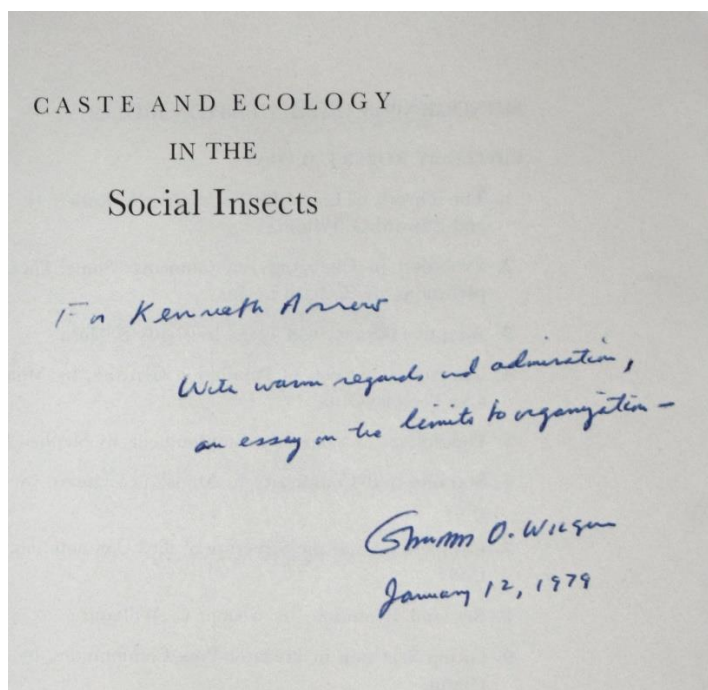 CASTE AND ECOLOGY
IN THE
Social Insects
For Kenneth Arrow
With warm regards and admiration,
an essay on the limits to organization —
Edward O. Wilson
January 12, 1979